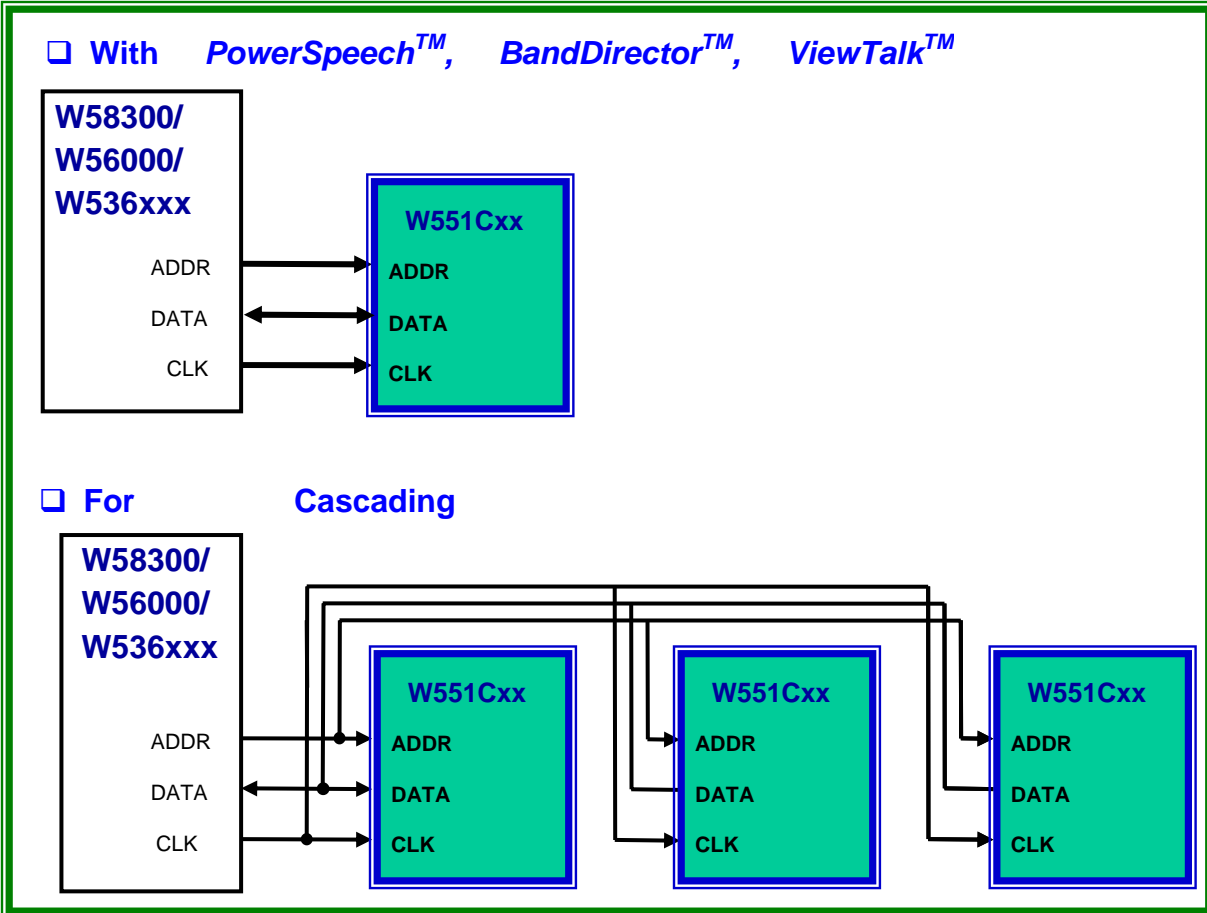 ❑ With PowerSpeechTM, BandDirectorTM, ViewTalkTM
W58300/
W56000/
W536xxx
ADDR
DATA
CLK
W551Cxx
ADDR
DATA
CLK
❑ For Cascading
W58300/
W56000/
W536xxx
ADDR
DATA
CLK
W551Cxx
ADDR
DATA
CLK
W551Cxx
ADDR
DATA
CLK
W551Cxx
ADDR
DATA
CLK